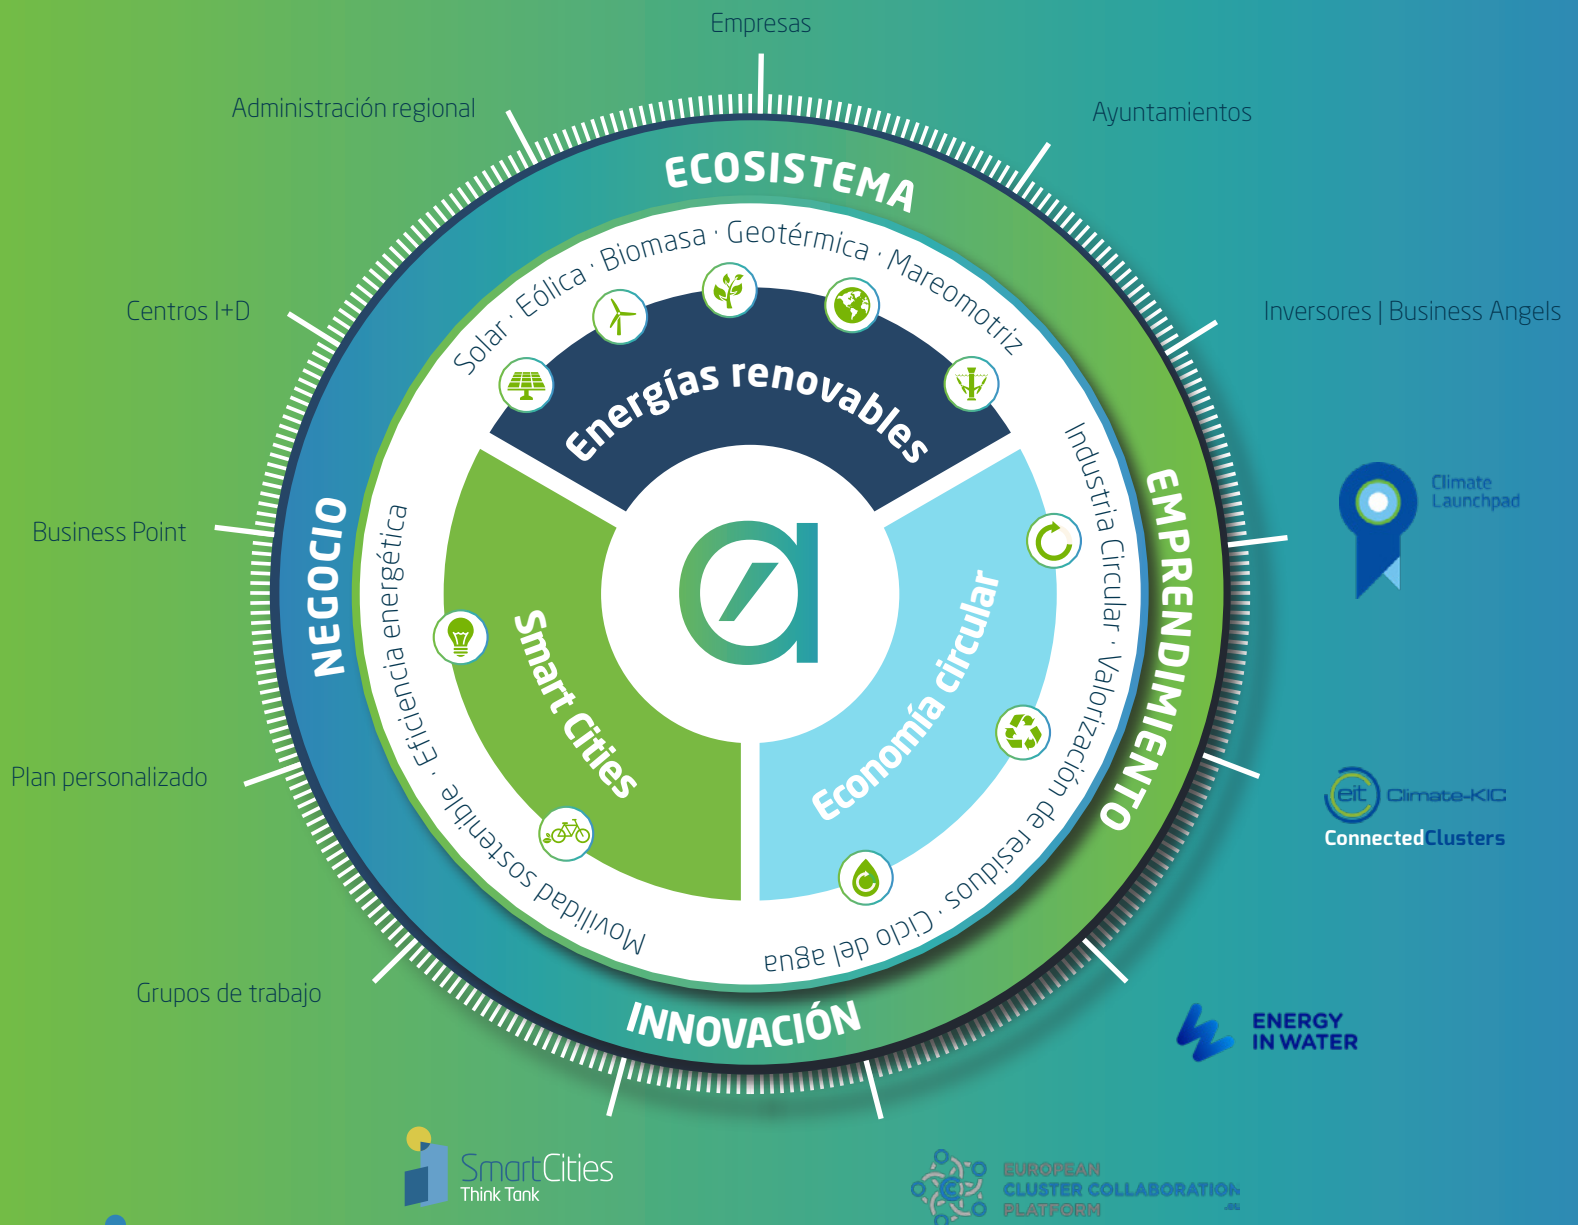 Empresas
Administración regional
Ayuntamientos
Centros I+D
Inversores | Business Angels
Business Point
Plan personalizado
Grupos de trabajo
ECOSISTEMA
EMPRENDIMIENTO
INNOVACIÓN
NEGOCIO
Solar · Eólica · Biomasa · Geotérmica · Mareomotriz
Energías renovables
Industria Circular · Valorización de residuos · Ciclo del agua
Economía circular
Movilidad sostenible · Eficiencia energética
Smart Cities
a
Climate
Launchpad
eit Climate-KIC
ConnectedClusters
ENERGY
IN WATER
SmartCities
Think Tank
EUROPEAN
CLUSTER COLLABORATION
PLATFORM